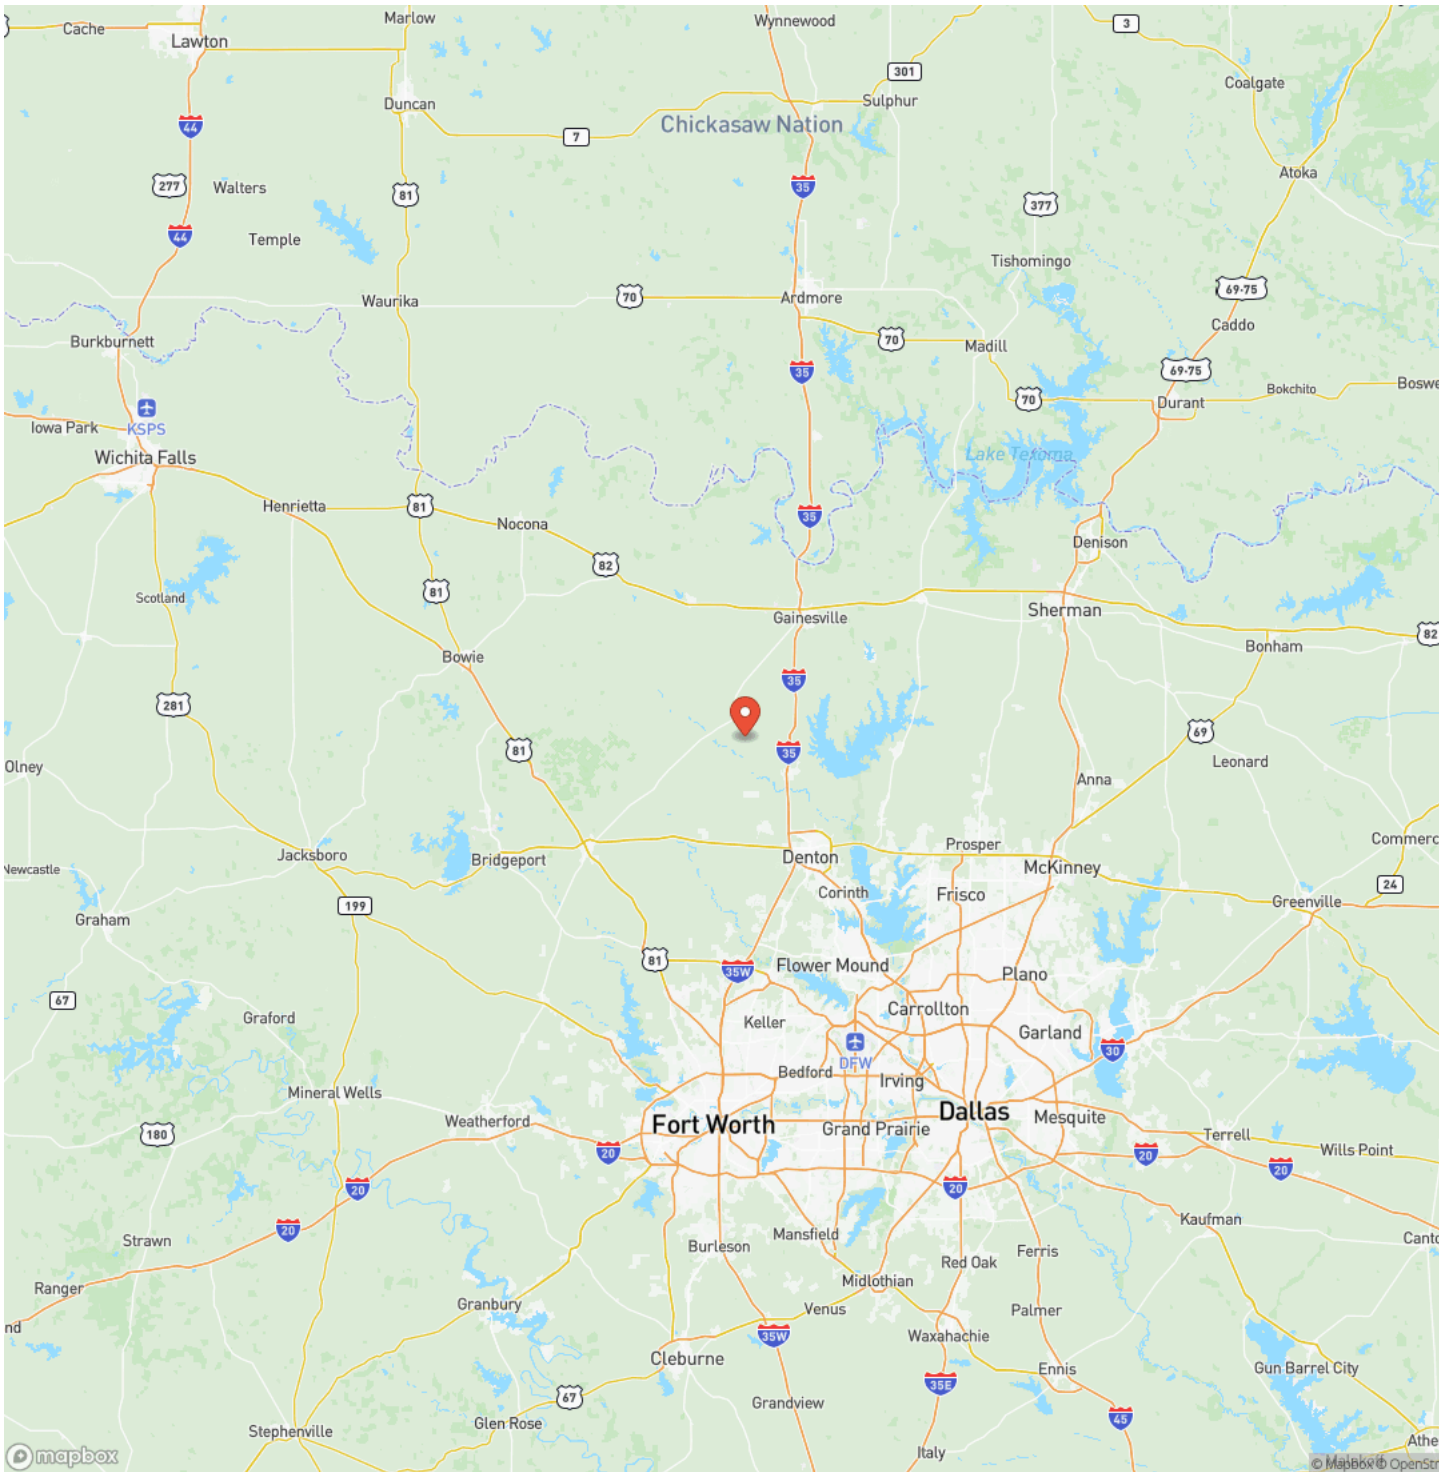 Cache
Lawton
Marlow
Wynnewood
3
301
Coalgate
Duncan
Sulphur
Chickasaw Nation
44
7
Atoka
277
Walters
81
35
377
44
Temple
Tishomingo
Waurika
70
Ardmore
69-75
Caddo
Burkburnett
70
Madill
35
69-75
Bokchito
Boswe
KSPS
70
Durant
Iowa Park
Wichita Falls
Lake Texoma
Henrietta
81
Nocona
35
Denison
82
81
Scotland
Gainesville
Sherman
82
Bonham
Bowie
35
281
81
35
69
Olney
Anna
Leonard
Commerc
Jacksboro
Bridgeport
Denton
Prosper
McKinney
Newcastle
24
Corinth
Frisco
Greenville
199
Graham
81
35W
Flower Mound
Plano
67
Graford
Keller
Carrollton
Garland
30
DFW
Bedford
Irving
Mineral Wells
Weatherford
Fort Worth
Dallas
Mesquite
180
Grand Prairie
Terrell
Wills Point
20
20
20
20
20
Kaufman
20
Strawn
Burleson
Mansfield
Red Oak
Ferris
Canto
Ranger
Granbury
Midlothian
Venus
Palmer
nd
35W
Waxahachie
Cleburne
Ennis
Gun Barrel City
35E
67
Grandview
45
Stephenville
Glen Rose
Italy
Athe
mapbox
© Mapbox © OpenStr